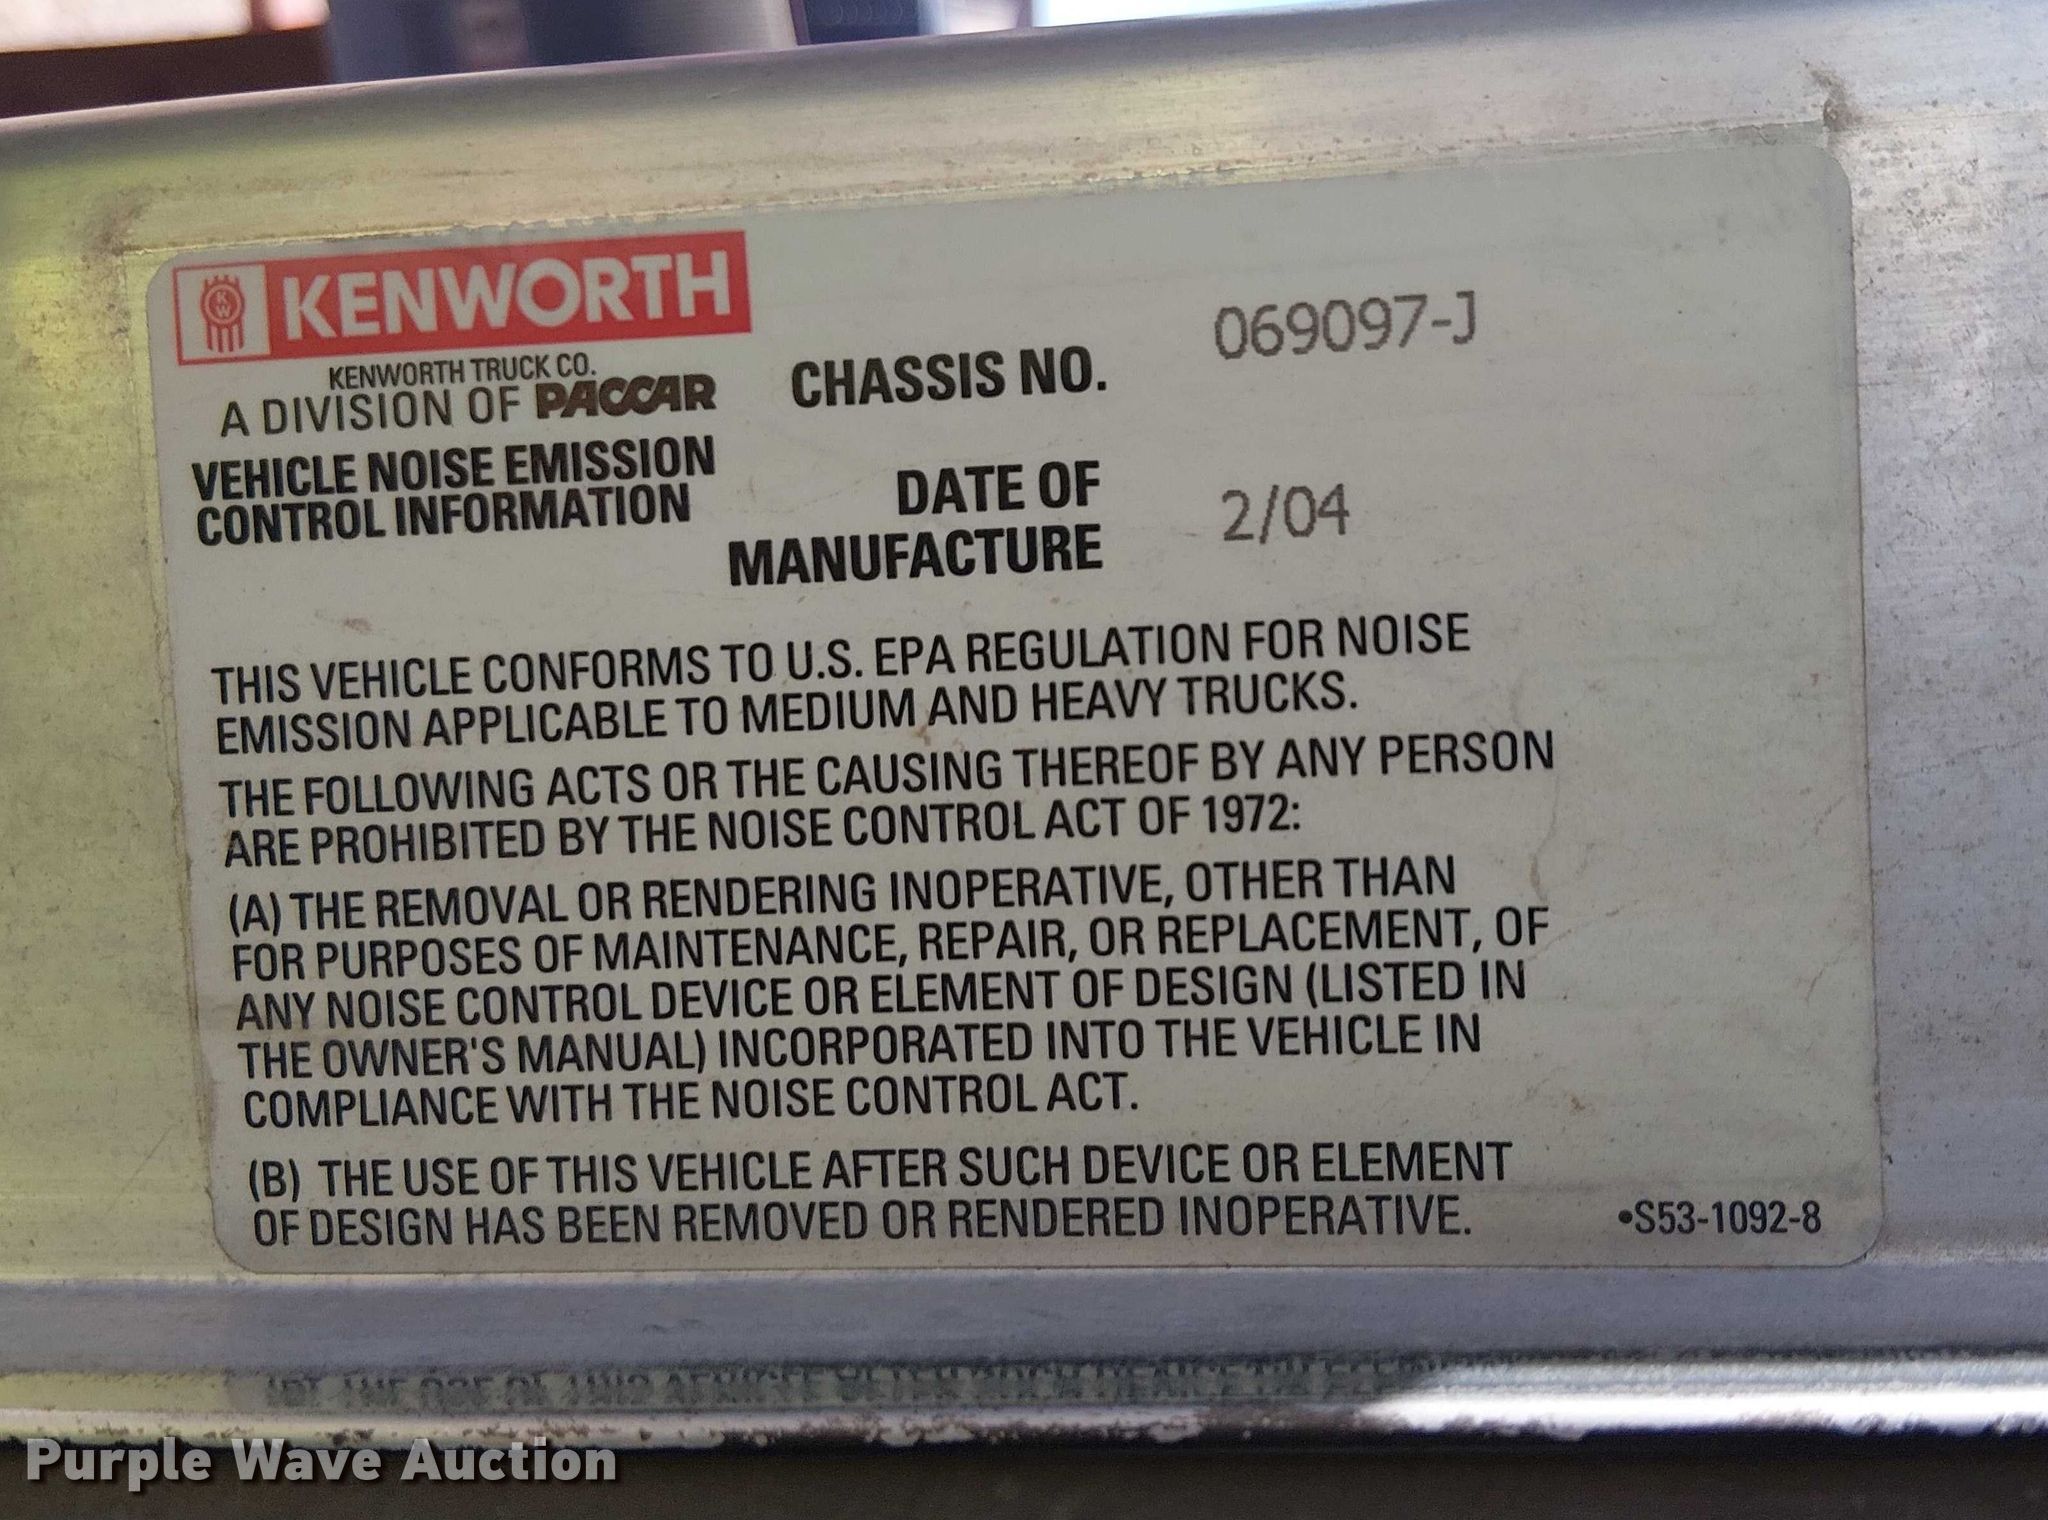 KW KENWORTH
KENWORTH TRUCK CO.
A DIVISION OF PACCAR
VEHICLE NOISE EMISSION
CONTROL INFORMATION
CHASSIS NO. 069097-J
DATE OF
MANUFACTURE 2/04
THIS VEHICLE CONFORMS TO U.S. EPA REGULATION FOR NOISE
EMISSION APPLICABLE TO MEDIUM AND HEAVY TRUCKS.
THE FOLLOWING ACTS OR THE CAUSING THEREOF BY ANY PERSON
ARE PROHIBITED BY THE NOISE CONTROL ACT OF 1972:
(A) THE REMOVAL OR RENDERING INOPERATIVE, OTHER THAN
FOR PURPOSES OF MAINTENANCE, REPAIR, OR REPLACEMENT, OF
ANY NOISE CONTROL DEVICE OR ELEMENT OF DESIGN (LISTED IN
THE OWNER'S MANUAL) INCORPORATED INTO THE VEHICLE IN
COMPLIANCE WITH THE NOISE CONTROL ACT.
(B) THE USE OF THIS VEHICLE AFTER SUCH DEVICE OR ELEMENT
OF DESIGN HAS BEEN REMOVED OR RENDERED INOPERATIVE.
•S53-1092-8
Purple Wave Auction